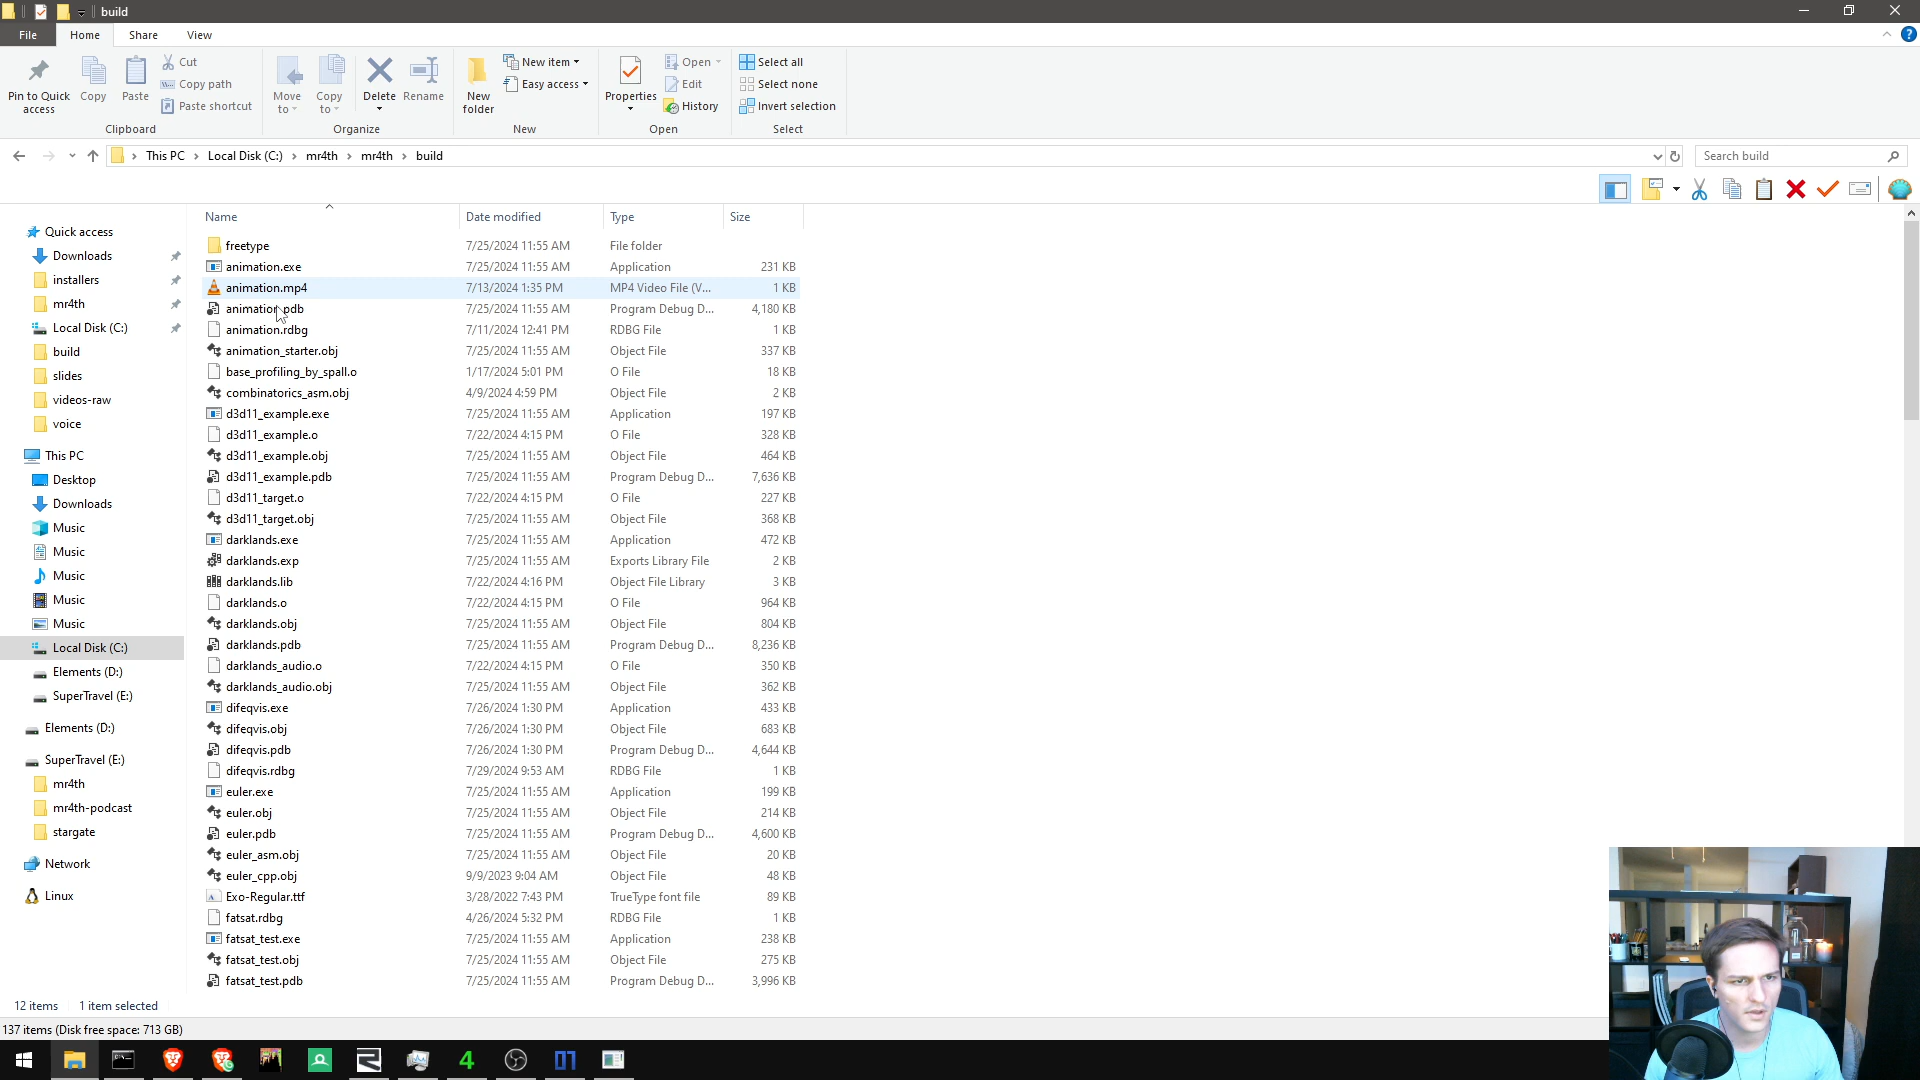 build
File Home Share View
Pin to Quick access
Copy
Paste
Cut
Copy path
Paste shortcut
Clipboard
Move to
Copy to
Delete
Rename
Organize
New folder
New item
Easy access
New
Properties
Open
Edit
History
Open
Select all
Select none
Invert selection
Select
This PC › Local Disk (C:) › mr4th › mr4th › build
Search build
Name Date modified Type Size
Quick access
Downloads
installers
mr4th
Local Disk (C:)
build
slides
videos-raw
voice
This PC
Desktop
Downloads
Music
Music
Music
Music
Music
Local Disk (C:)
Elements (D:)
SuperTravel (E:)
Elements (D:)
SuperTravel (E:)
mr4th
mr4th-podcast
stargate
Network
Linux
freetype 7/25/2024 11:55 AM File folder
animation.exe 7/25/2024 11:55 AM Application 231 KB
animation.mp4 7/13/2024 1:35 PM MP4 Video File (V... 1 KB
animation.pdb 7/25/2024 11:55 AM Program Debug D... 4,180 KB
animation.rdbg 7/11/2024 12:41 PM RDBG File 1 KB
animation_starter.obj 7/25/2024 11:55 AM Object File 337 KB
base_profiling_by_spall.o 1/17/2024 5:01 PM O File 18 KB
combinatorics_asm.obj 4/9/2024 4:59 PM Object File 2 KB
d3d11_example.exe 7/25/2024 11:55 AM Application 197 KB
d3d11_example.o 7/22/2024 4:15 PM O File 328 KB
d3d11_example.obj 7/25/2024 11:55 AM Object File 464 KB
d3d11_example.pdb 7/25/2024 11:55 AM Program Debug D... 7,636 KB
d3d11_target.o 7/22/2024 4:15 PM O File 227 KB
d3d11_target.obj 7/25/2024 11:55 AM Object File 368 KB
darklands.exe 7/25/2024 11:55 AM Application 472 KB
darklands.exp 7/25/2024 11:55 AM Exports Library File 2 KB
darklands.lib 7/22/2024 4:16 PM Object File Library 3 KB
darklands.o 7/22/2024 4:15 PM O File 964 KB
darklands.obj 7/25/2024 11:55 AM Object File 804 KB
darklands.pdb 7/25/2024 11:55 AM Program Debug D... 8,236 KB
darklands_audio.o 7/22/2024 4:15 PM O File 350 KB
darklands_audio.obj 7/25/2024 11:55 AM Object File 362 KB
difeqvis.exe 7/26/2024 1:30 PM Application 433 KB
difeqvis.obj 7/26/2024 1:30 PM Object File 683 KB
difeqvis.pdb 7/26/2024 1:30 PM Program Debug D... 4,644 KB
difeqvis.rdbg 7/29/2024 9:53 AM RDBG File 1 KB
euler.exe 7/25/2024 11:55 AM Application 199 KB
euler.obj 7/25/2024 11:55 AM Object File 214 KB
euler.pdb 7/25/2024 11:55 AM Program Debug D... 4,600 KB
euler_asm.obj 7/25/2024 11:55 AM Object File 20 KB
euler_cpp.obj 9/9/2023 9:04 AM Object File 48 KB
Exo-Regular.ttf 3/28/2022 7:43 PM TrueType font file 89 KB
fatsat.rdbg 4/26/2022 5:32 PM RDBG File 1 KB
fatsat_test.exe 7/25/2024 11:55 AM Application 238 KB
fatsat_test.obj 7/25/2024 11:55 AM Object File 275 KB
fatsat_test.pdb 7/25/2024 11:55 AM Program Debug D... 3,996 KB
12 items 1 item selected
137 items (Disk free space: 713 GB)